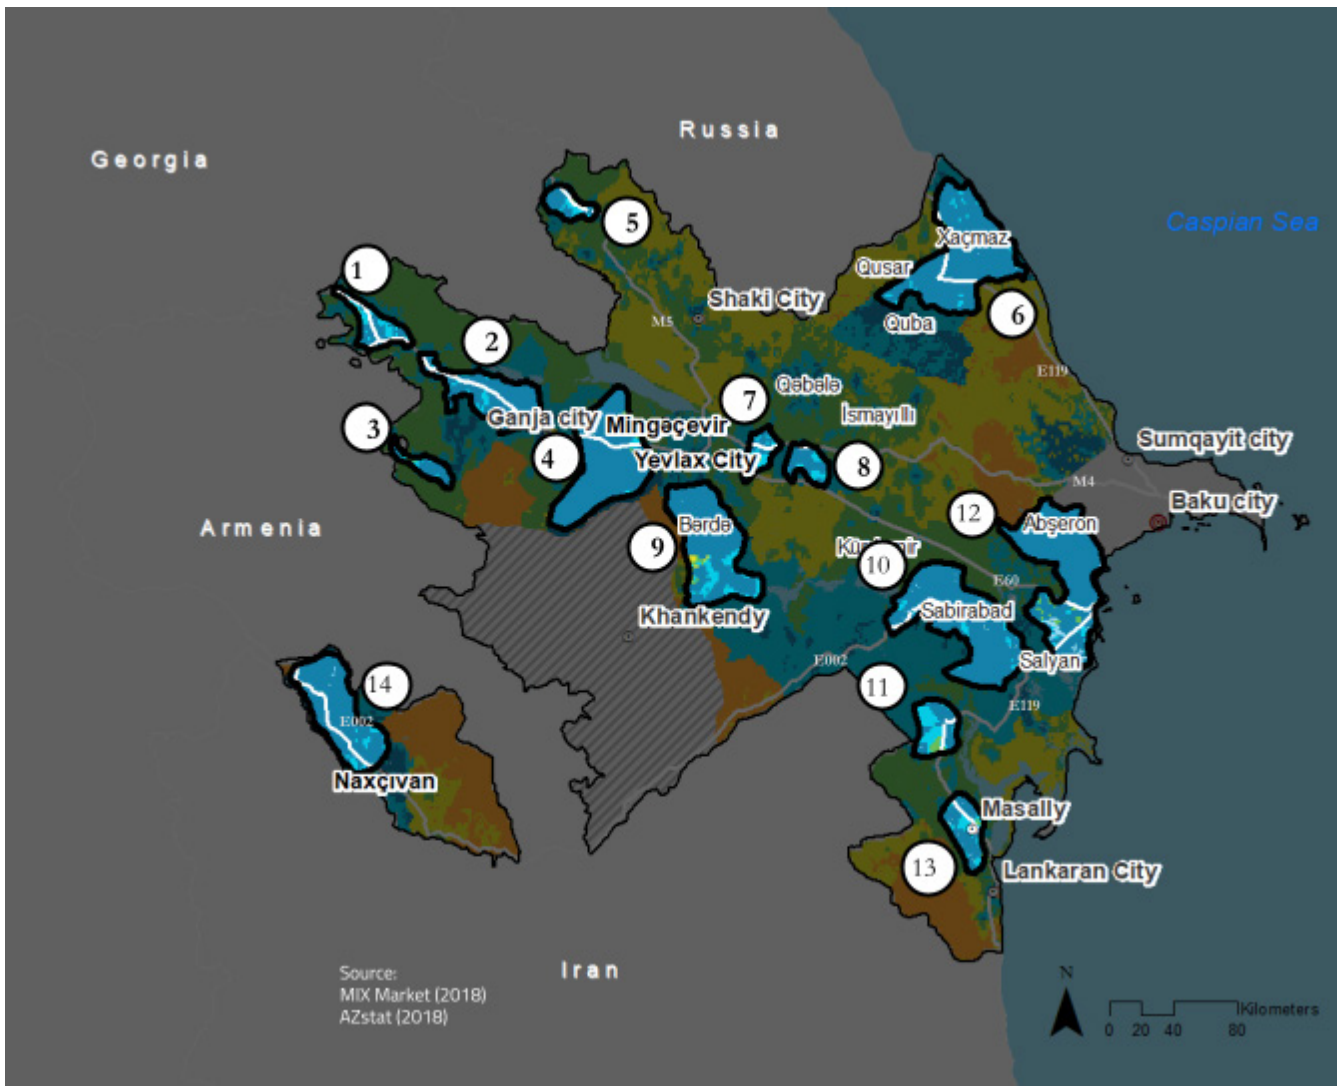 Russia
Georgia
Caspian Sea
5
Xaçmaz
1
Qusar
Shaki City
6
M5
Quba
2
E119
Qəbələ
7
İsmayıllı
Ganja city
3
Mingəçevir
Sumqayit city
4
Yevlax City
8
M4
Baku city
12
Abşeron
Armenia
Bərdə
9
10
E60
Khankendy
Sabirabad
E002
Salyan
14
11
E119
E002
Naxçıvan
Masally
13
Lankaran City
Iran
Source:
MIX Market (2018)
AZstat (2018)
N
Kilometers
0 20 40 80